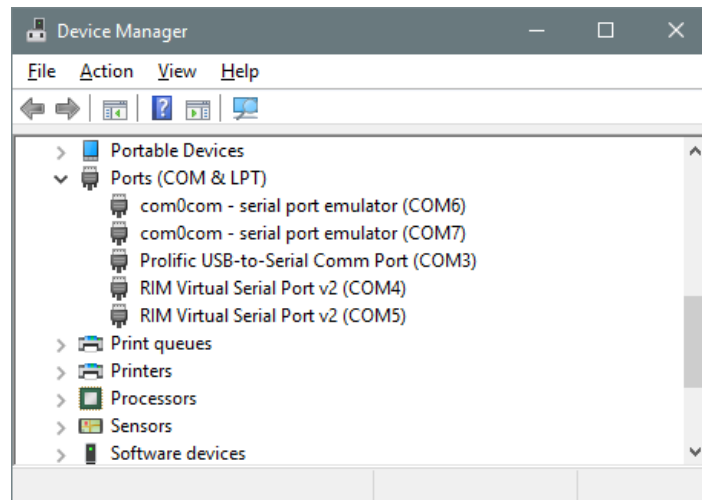 Device Manager
File Action View Help
Portable Devices
Ports (COM & LPT)
com0com - serial port emulator (COM6)
com0com - serial port emulator (COM7)
Prolific USB-to-Serial Comm Port (COM3)
RIM Virtual Serial Port v2 (COM4)
RIM Virtual Serial Port v2 (COM5)
Print queues
Printers
Processors
Sensors
Software devices